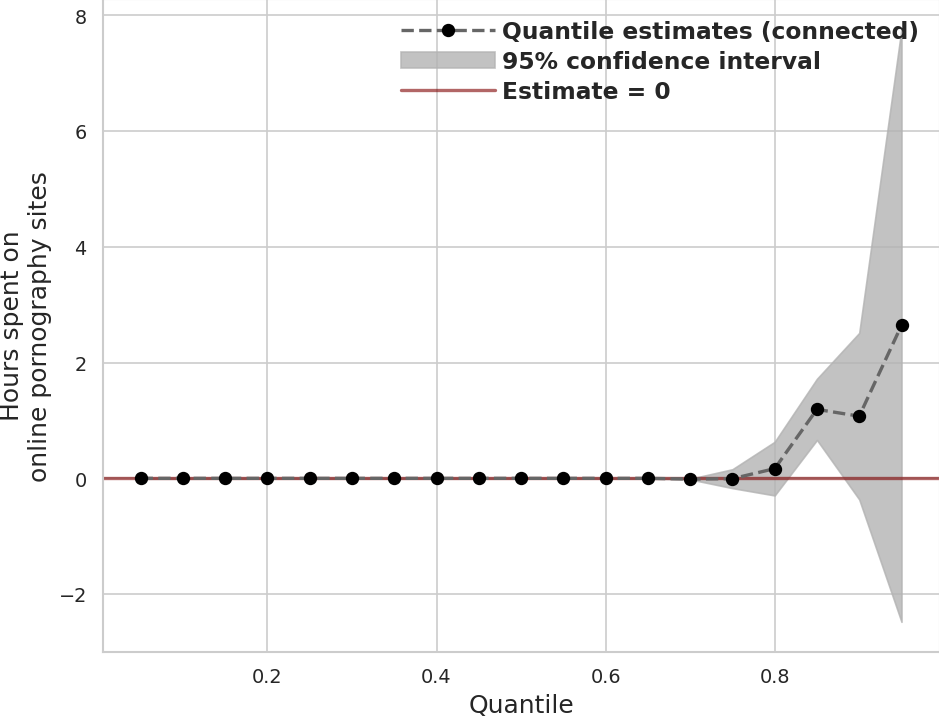 8
6
4
2
0
−2
0.2
0.4
0.6
0.8
Quantile
Hours spent on
online pornography sites
Quantile estimates (connected)
95% confidence interval
Estimate = 0